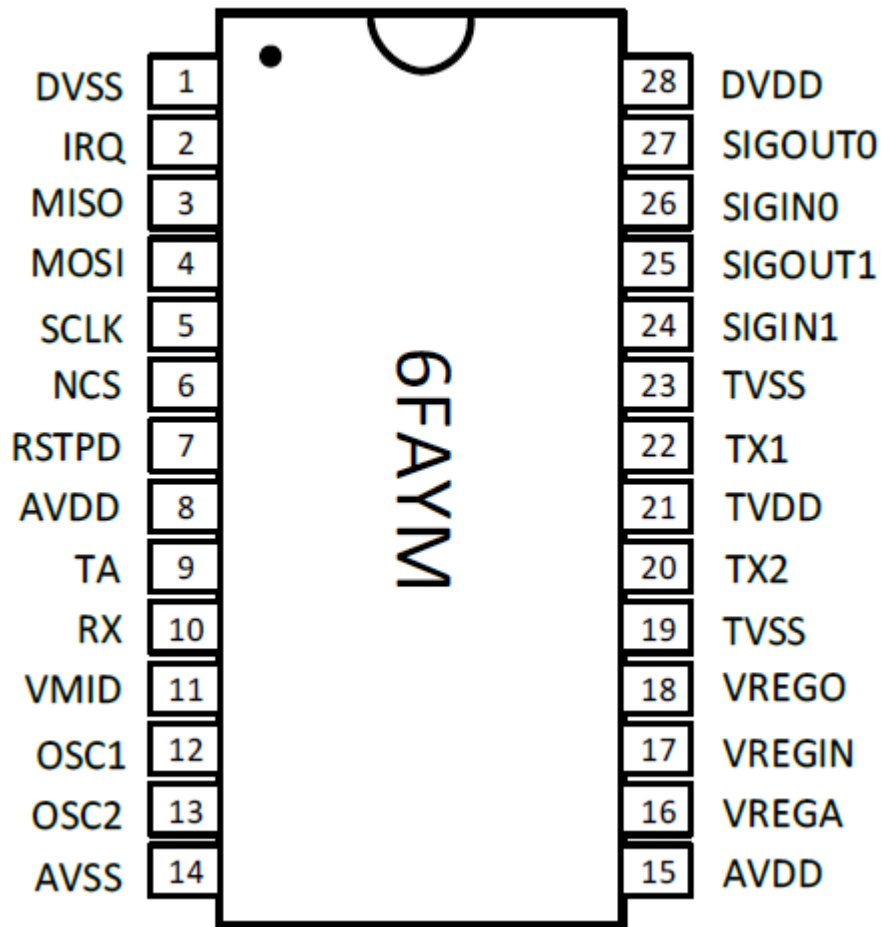 DVSS 1 28 DVDD
IRQ 2 27 SIGOUT0
MISO 3 26 SIGIN0
MOSI 4 25 SIGOUT1
SCLK 5 24 SIGIN1
NCS 6 23 TVSS
RSTPD 7 22 TX1
AVDD 8 21 TVDD
TA 9 20 TX2
RX 10 19 TVSS
VMID 11 18 VREGO
OSC1 12 17 VREGIN
OSC2 13 16 VREGA
AVSS 14 15 AVDD
6FAYM